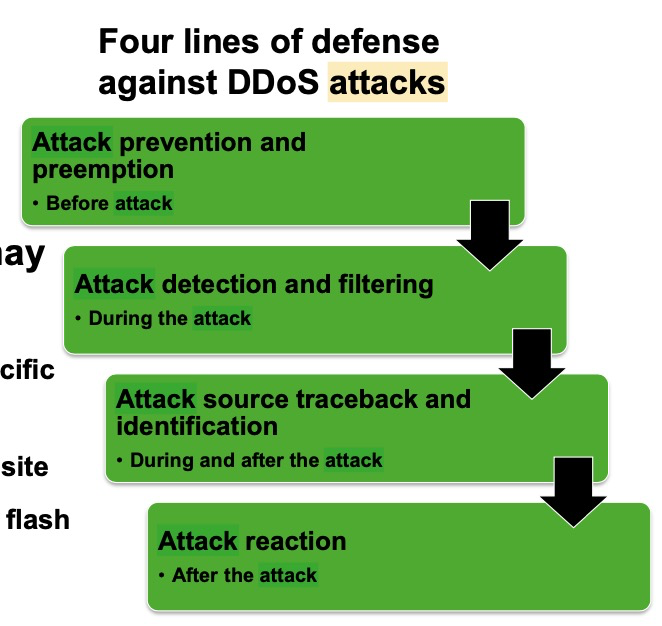 Four lines of defense
against DDoS attacks
Attack prevention and
preemption
• Before attack
Attack detection and filtering
• During the attack
Attack source traceback and
identification
• During and after the attack
Attack reaction
• After the attack
cific
site
flash